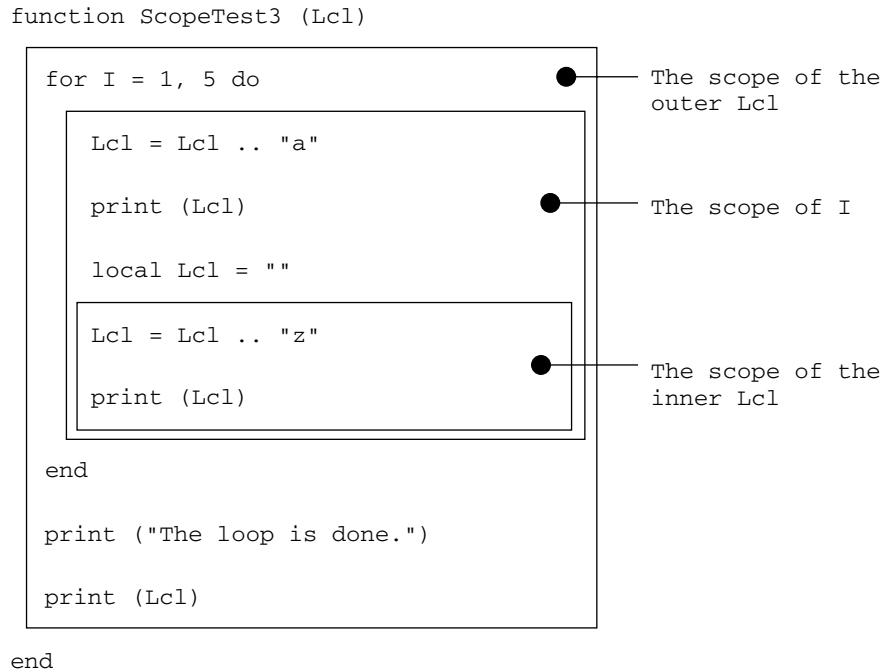 function ScopeTest3 (Lcl)
for I = 1, 5 do
The scope of the
outer Lcl
Lcl = Lcl .. "a"
print (Lcl)
The scope of I
local Lcl = ""
Lcl = Lcl .. "z"
The scope of the
inner Lcl
print (Lcl)
end
print ("The loop is done.")
print (Lcl)
end